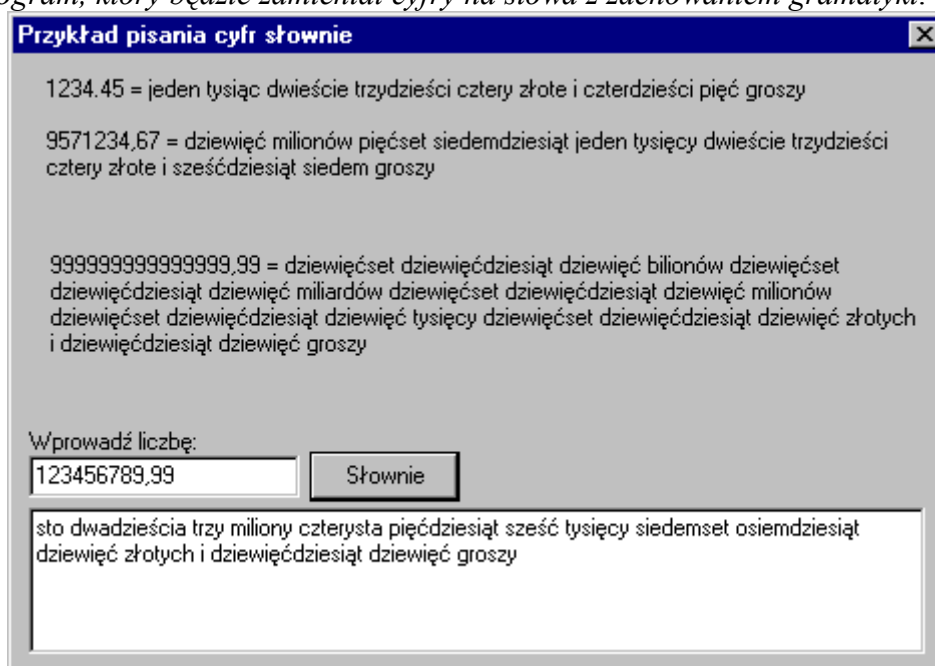 ogram, który będzie zamieniał cyfry na słowa z zachowaniem gramatyki.
Przykład pisania cyfr słownie
1234.45 = jeden tysiąc dwieście trzydzieści cztery złote i czterdzieści pięć groszy
9571234,67 = dziewięć milionów pięćset siedemdziesiąt jeden tysięcy dwieście trzydzieści
cztery złote i sześćdziesiąt siedem groszy
999999999999999,99 = dziewięćset dziewięćdziesiąt dziewięć bilionów dziewięćset
dziewięćdziesiąt dziewięć miliardów dziewięćset dziewięćdziesiąt dziewięć milionów
dziewięćset dziewięćdziesiąt dziewięć tysięcy dziewięćset dziewięćdziesiąt dziewięć złotych
i dziewięćdziesiąt dziewięć groszy
Wprowadź liczbę:
123456789,99
Słownie
sto dwadzieścia trzy miliony czterysta pięćdziesiąt sześć tysięcy siedemset osiemdziesiąt
dziewięć złotych i dziewięćdziesiąt dziewięć groszy